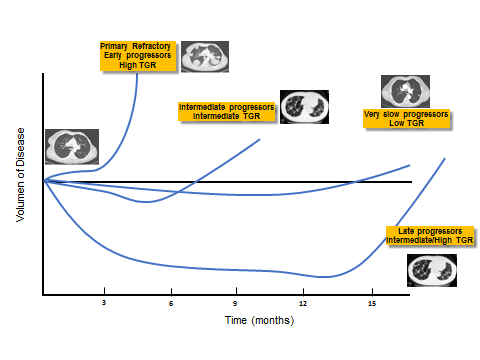 Primary Refractory
Early progressors
High TGR
Intermediate progressors
Intermediate TGR
Very slow progressors
Low TGR
Volumen of Disease
Late progressors
Intermediate/High TGR
3
6
9
12
15
Time (months)